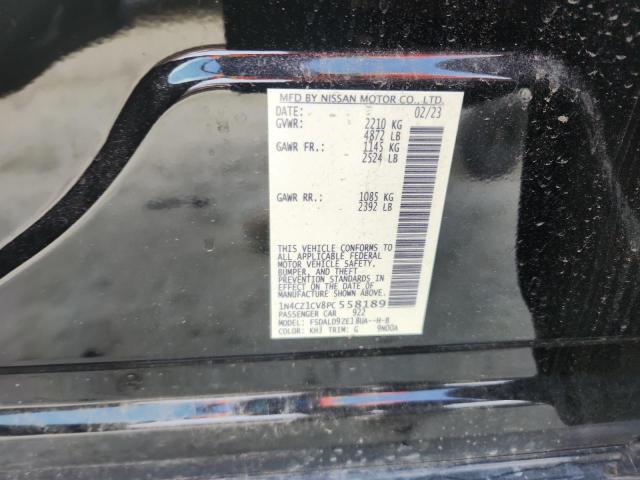 MFD BY NISSAN MOTOR CO., LTD.
DATE: 02/23
GVWR: 2210 KG
4872 LB
GAWR FR.: 1145 KG
2524 LB
GAWR RR.: 1085 KG
2392 LB
THIS VEHICLE CONFORMS TO
ALL APPLICABLE FEDERAL
MOTOR VEHICLE SAFETY,
BUMPER, AND THEFT
PREVENTION STANDARDS IN
EFFECT ON THE DATE OF
MANUFACTURE SHOWN ABOVE.
1N4CZ1CV8PC558189
PASSENGER CAR 922
MODEL: FSDALD9ZE18UA--H-B
COLOR: KH3 TRIM: G 9N00A